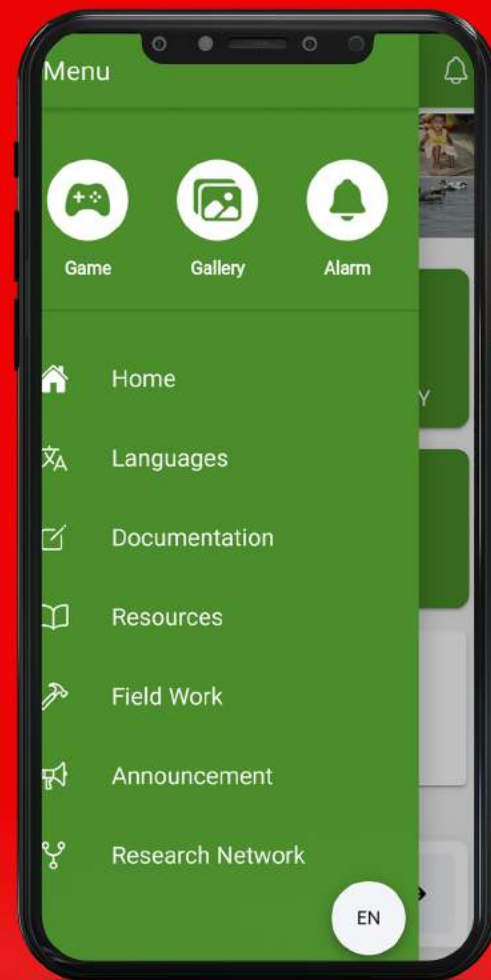 Menu
Game
Gallery
Alarm
Home
Languages
Documentation
Resources
Field Work
Announcement
Research Network
Y
EN